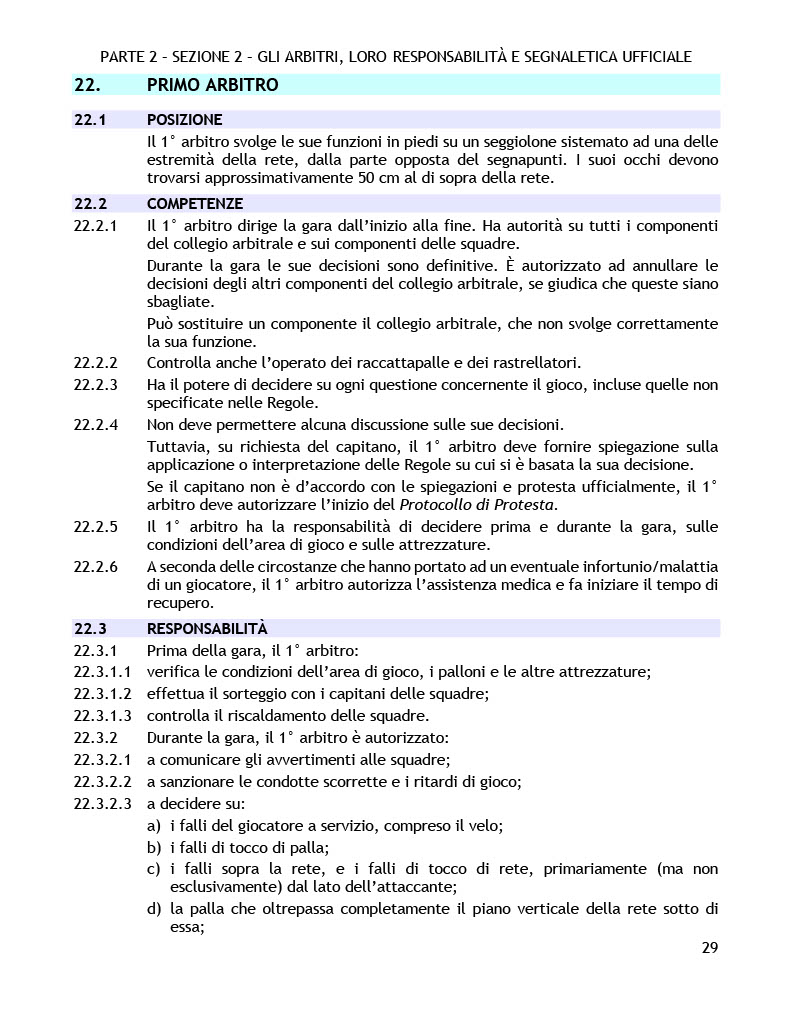 PARTE 2 – SEZIONE 2 – GLI ARBITRI, LORO RESPONSABILITÀ E SEGNALETICA UFFICIALE
22. PRIMO ARBITRO
22.1 POSIZIONE
Il 1° arbitro svolge le sue funzioni in piedi su un seggiolone sistemato ad una delle
estremità della rete, dalla parte opposta del segnapunti. I suoi occhi devono
trovarsi approssimativamente 50 cm al di sopra della rete.
22.2 COMPETENZE
22.2.1 Il 1° arbitro dirige la gara dall’inizio alla fine. Ha autorità su tutti i componenti
del collegio arbitrale e sui componenti delle squadre.
Durante la gara le sue decisioni sono definitive. È autorizzato ad annullare le
decisioni degli altri componenti del collegio arbitrale, se giudica che queste siano
sbagliate.
Può sostituire un componente il collegio arbitrale, che non svolge correttamente
la sua funzione.
22.2.2 Controlla anche l’operato dei raccattapalle e dei rastrellatori.
22.2.3 Ha il potere di decidere su ogni questione concernente il gioco, incluse quelle non
specificate nelle Regole.
22.2.4 Non deve permettere alcuna discussione sulle sue decisioni.
Tuttavia, su richiesta del capitano, il 1° arbitro deve fornire spiegazione sulla
applicazione o interpretazione delle Regole su cui si è basata la sua decisione.
Se il capitano non è d’accordo con le spiegazioni e protesta ufficialmente, il 1°
arbitro deve autorizzare l’inizio del Protocollo di Protesta.
22.2.5 Il 1° arbitro ha la responsabilità di decidere prima e durante la gara, sulle
condizioni dell’area di gioco e sulle attrezzature.
22.2.6 A seconda delle circostanze che hanno portato ad un eventuale infortunio/malattia
di un giocatore, il 1° arbitro autorizza l’assistenza medica e fa iniziare il tempo di
recupero.
22.3 RESPONSABILITÀ
22.3.1 Prima della gara, il 1° arbitro:
22.3.1.1 verifica le condizioni dell’area di gioco, i palloni e le altre attrezzature;
22.3.1.2 effettua il sorteggio con i capitani delle squadre;
22.3.1.3 controlla il riscaldamento delle squadre.
22.3.2 Durante la gara, il 1° arbitro è autorizzato:
22.3.2.1 a comunicare gli avvertimenti alle squadre;
22.3.2.2 a sanzionare le condotte scorrette e i ritardi di gioco;
22.3.2.3 a decidere su:
a) i falli del giocatore a servizio, compreso il velo;
b) i falli di tocco di palla;
c) i falli sopra la rete, e i falli di tocco di rete, primariamente (ma non
esclusivamente) dal lato dell’attaccante;
d) la palla che oltrepassa completamente il piano verticale della rete sotto di
essa;
29